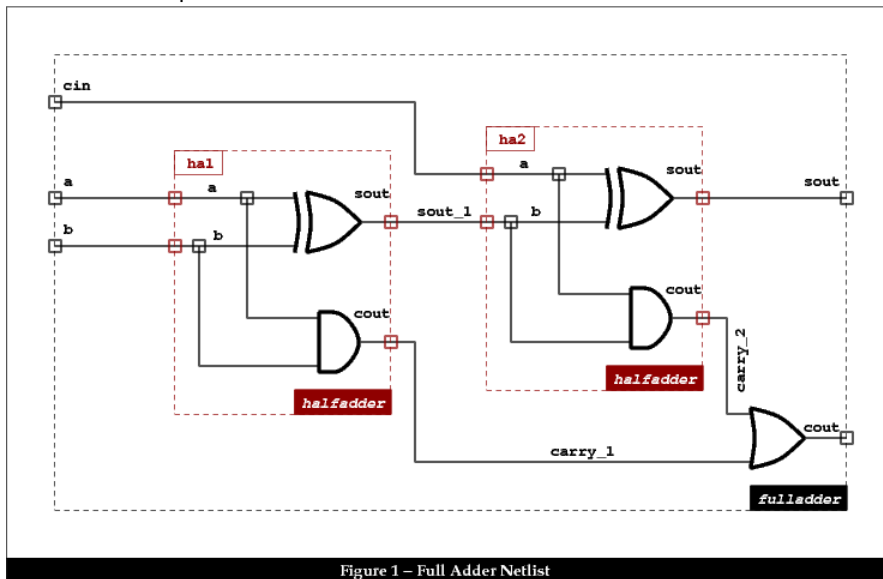 cin
ha1
ha2
a
sout
sout
a
a
sout
b
sout_1
b
b
cout
cout
carry_2
halfadder
halfadder
cout
carry_1
fulladder
Figure 1 – Full Adder Netlist